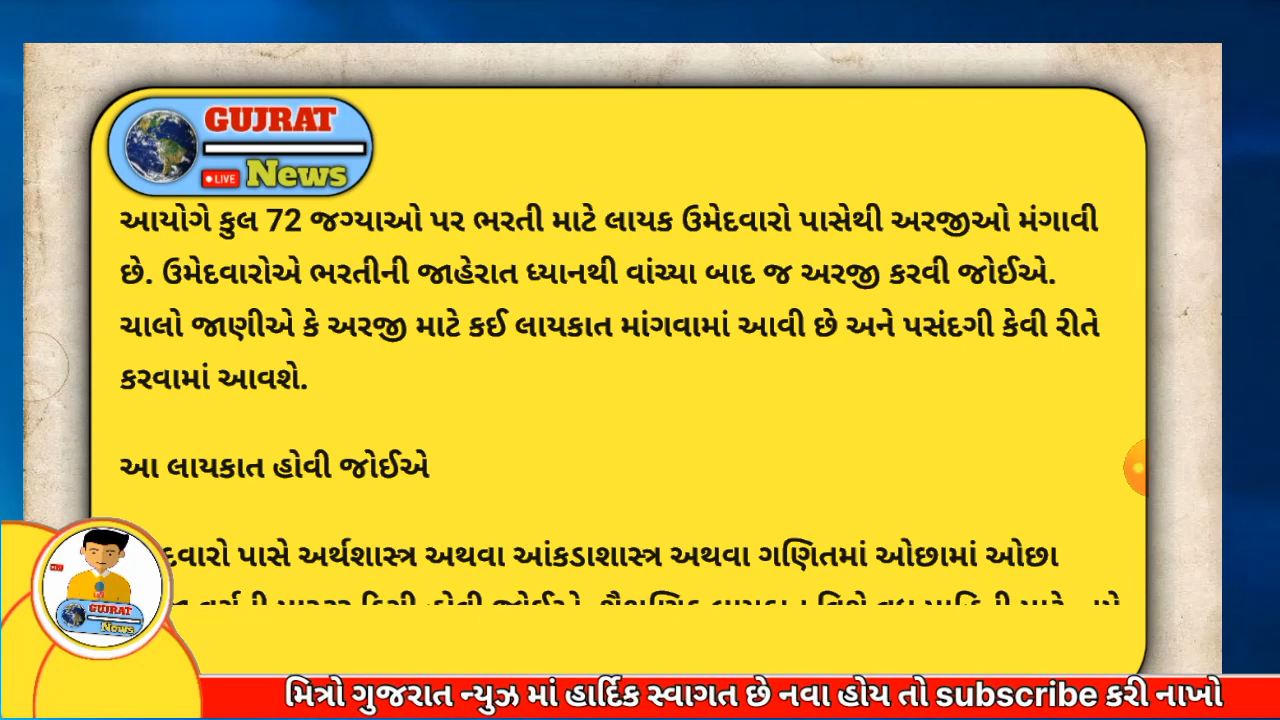 GUJRAT
LIVE News
આયોગે કુલ 72 જગ્યાઓ પર ભરતી માટે લાયક ઉમેદવારો પાસેથી અરજીઓ મંગાવી
છે. ઉમેદવારોએ ભરતીની જાહેરાત ધ્યાનથી વાંચ્યા બાદ જ અરજી કરવી જોઈએ.
ચાલો જાણીએ કે અરજી માટે કઈ લાયકાત માંગવામાં આવી છે અને પસંદગી કેવી રીતે
કરવામાં આવશે.
આ લાયકાત હોવી જોઈએ
દવારો પાસે અર્થશાસ્ત્ર અથવા આંકડાશાસ્ત્ર અથવા ગણિતમાં ઓછામાં ઓછા
GUJRAT
News
મિત્રો ગુજરાત ન્યુઝ માં હાર્દિક સ્વાગત છે નવા હોય તો subscribe કરી નાખો